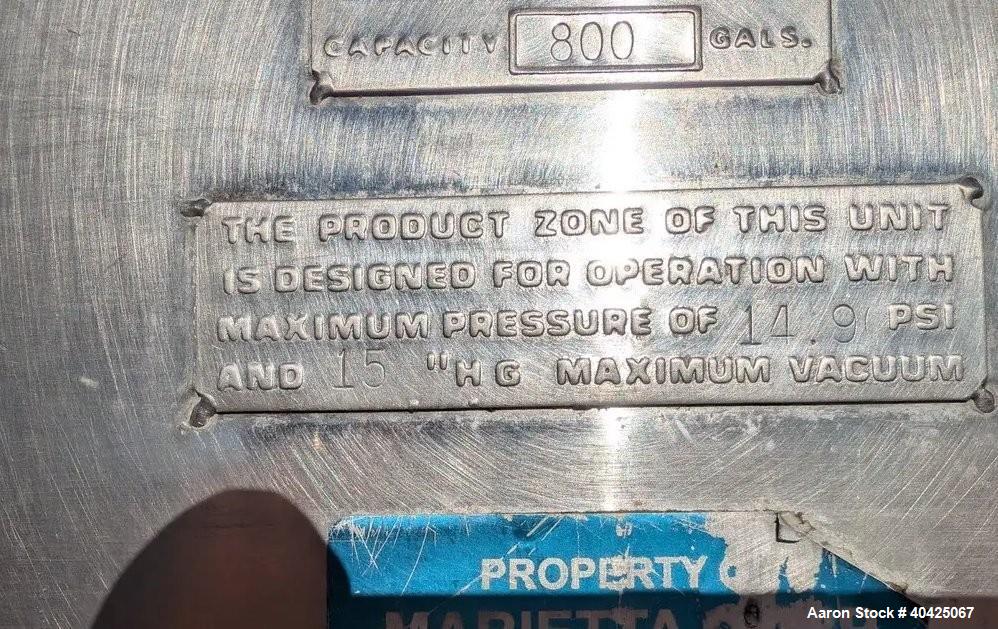 CAPACITY 800 GALS.
THE PRODUCT ZONE OF THIS UNIT
IS DESIGNED FOR OPERATION WITH
MAXIMUM PRESSURE OF 14.9 PSI
AND 15 "HG MAXIMUM VACUUM
PROPERTY
MARIETTA
Aaron Stock # 40425067